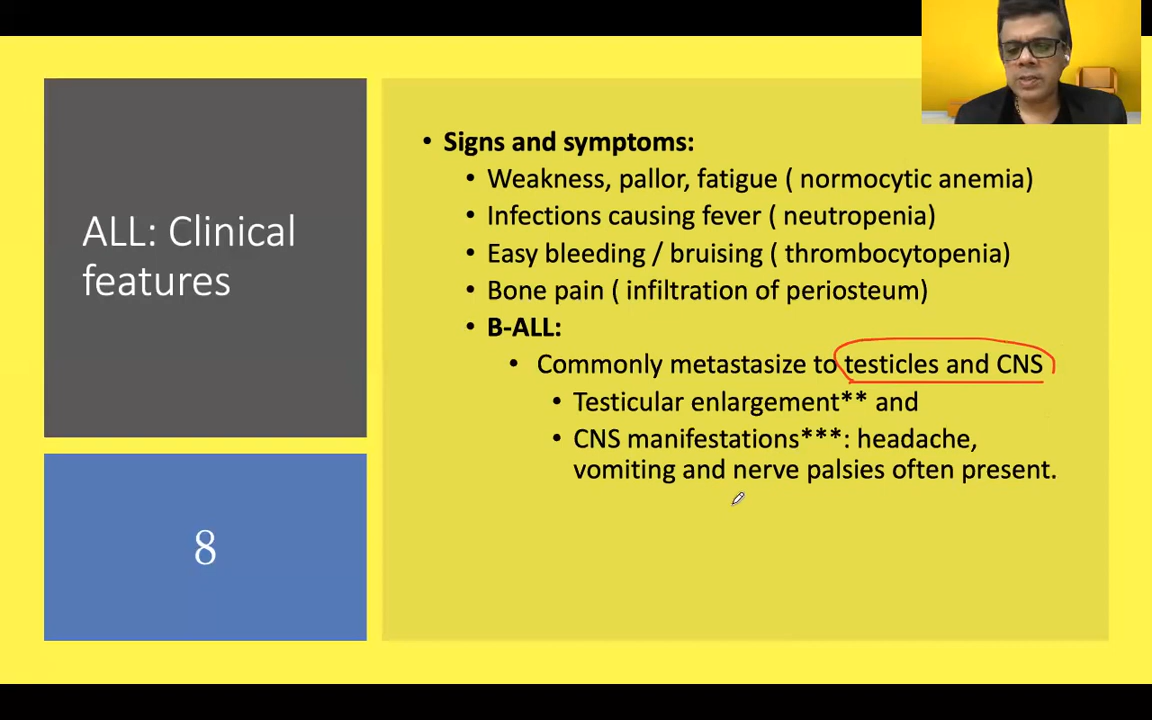 ALL: Clinical
features
8
• Signs and symptoms:
• Weakness, pallor, fatigue ( normocytic anemia)
• Infections causing fever ( neutropenia)
• Easy bleeding / bruising ( thrombocytopenia)
• Bone pain ( infiltration of periosteum)
• B-ALL:
• Commonly metastasize to testicles and CNS
• Testicular enlargement** and
• CNS manifestations***: headache,
vomiting and nerve palsies often present.